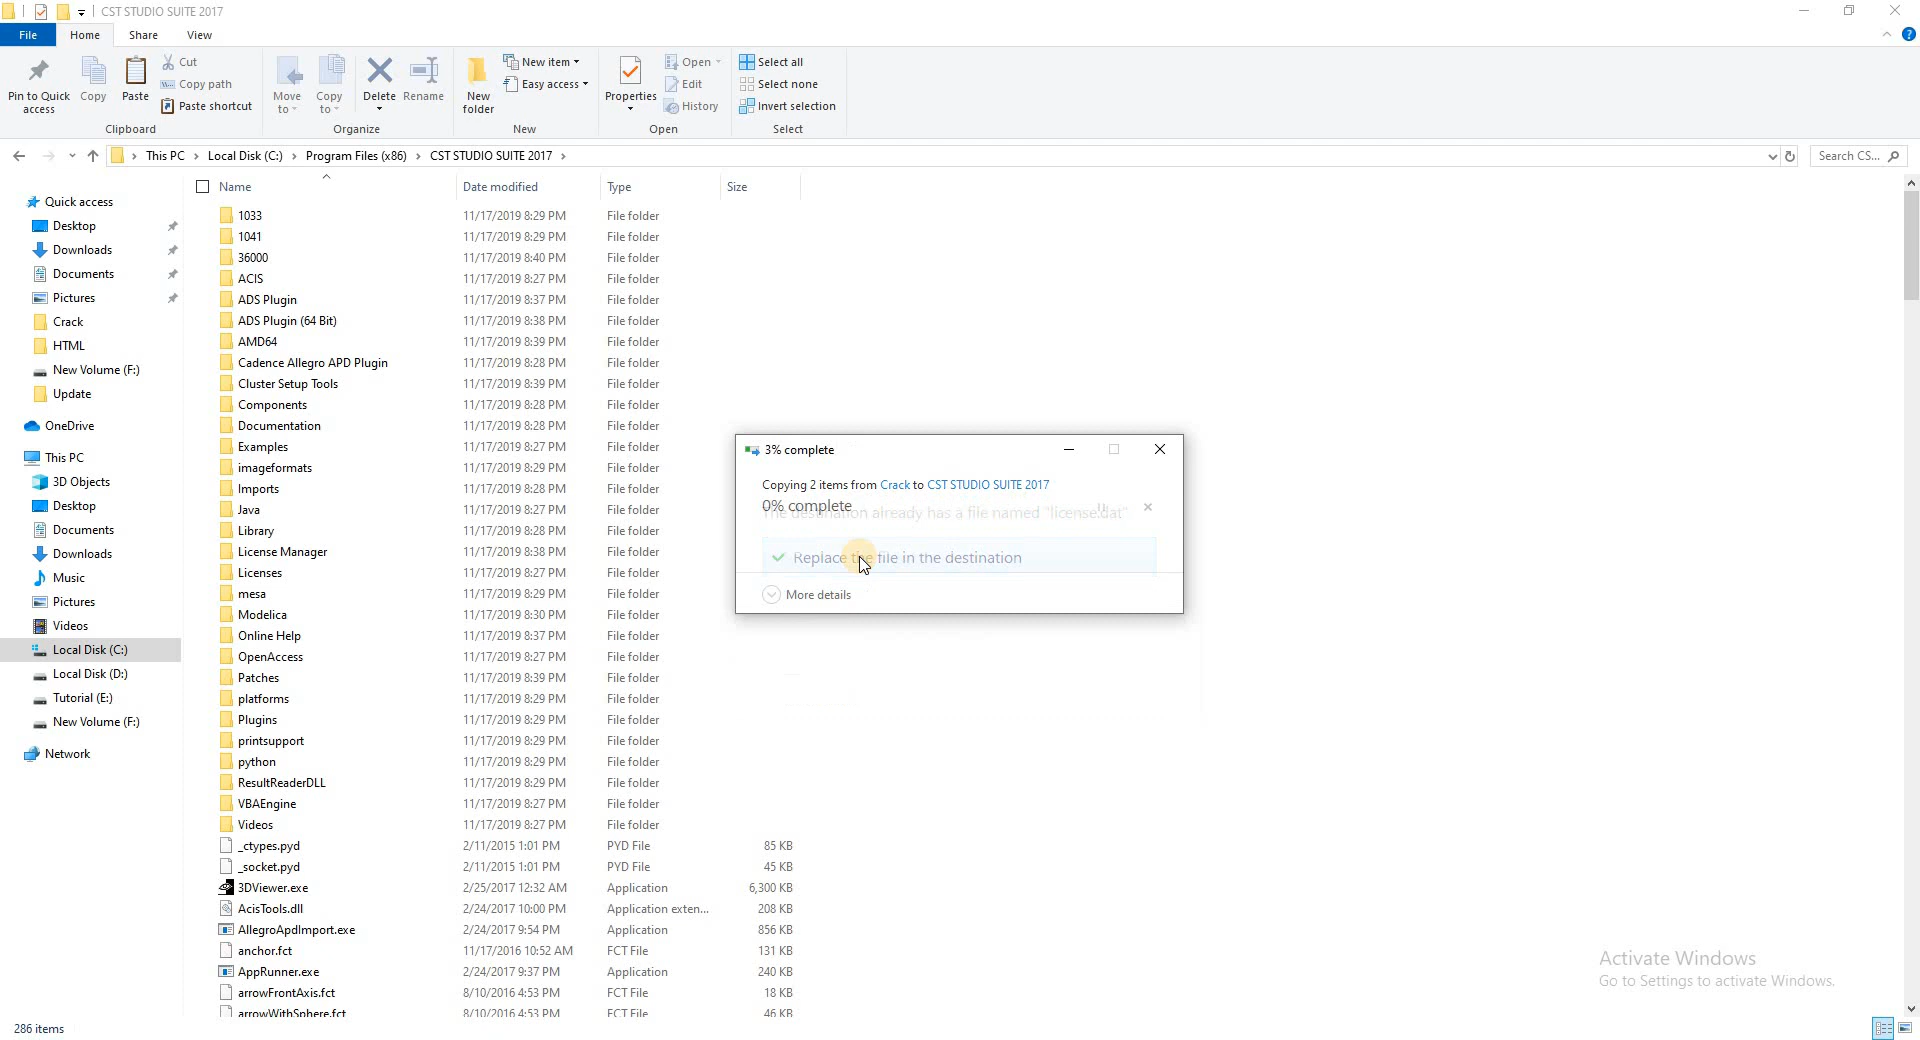 CST STUDIO SUITE 2017
File Home Share View
Pin to Quick access
Copy
Paste
Cut
Copy path
Paste shortcut
Clipboard
Move to
Copy to
Delete
Rename
Organize
New folder
New item
Easy access
New
Properties
Open
Edit
History
Open
Select all
Select none
Invert selection
Select
This PC Local Disk (C:) Program Files (x86) CST STUDIO SUITE 2017
Search CS...
Quick access
Desktop
Downloads
Documents
Pictures
Crack
HTML
New Volume (F:)
Update
OneDrive
This PC
3D Objects
Desktop
Documents
Downloads
Music
Pictures
Videos
Local Disk (C:)
Local Disk (D:)
Tutorial (E:)
New Volume (F:)
Network
Name Date modified Type Size
1033 11/17/2019 8:29 PM File folder
1041 11/17/2019 8:29 PM File folder
36000 11/17/2019 8:40 PM File folder
ACIS 11/17/2019 8:27 PM File folder
ADS Plugin 11/17/2019 8:37 PM File folder
ADS Plugin (64 Bit) 11/17/2019 8:38 PM File folder
AMD64 11/17/2019 8:39 PM File folder
Cadence Allegro APD Plugin 11/17/2019 8:28 PM File folder
Cluster Setup Tools 11/17/2019 8:39 PM File folder
Components 11/17/2019 8:28 PM File folder
Documentation 11/17/2019 8:28 PM File folder
Examples 11/17/2019 8:27 PM File folder
imageformats 11/17/2019 8:29 PM File folder
Imports 11/17/2019 8:28 PM File folder
Java 11/17/2019 8:27 PM File folder
Library 11/17/2019 8:28 PM File folder
License Manager 11/17/2019 8:38 PM File folder
Licenses 11/17/2019 8:27 PM File folder
mesa 11/17/2019 8:29 PM File folder
Modelica 11/17/2019 8:30 PM File folder
Online Help 11/17/2019 8:37 PM File folder
OpenAccess 11/17/2019 8:27 PM File folder
Patches 11/17/2019 8:39 PM File folder
platforms 11/17/2019 8:29 PM File folder
Plugins 11/17/2019 8:29 PM File folder
printsupport 11/17/2019 8:29 PM File folder
python 11/17/2019 8:29 PM File folder
ResultReaderDLL 11/17/2019 8:29 PM File folder
VBAEngine 11/17/2019 8:27 PM File folder
Videos 11/17/2019 8:27 PM File folder
_ctypes.pyd 2/11/2015 1:01 PM PYD File 85 KB
_socket.pyd 2/11/2015 1:01 PM PYD File 45 KB
3DViewer.exe 2/25/2017 12:32 AM Application 6,300 KB
AcisTools.dll 2/24/2017 10:00 PM Application exten... 208 KB
AllegroApdImport.exe 2/24/2017 9:54 PM Application 856 KB
anchor.fct 11/17/2016 10:52 AM FCT File 131 KB
AppRunner.exe 2/24/2017 9:37 PM Application 240 KB
arrowFrontAxis.fct 8/10/2016 4:53 PM FCT File 18 KB
arrowWithSphere.fct 8/10/2016 4:53 PM FCT File 46 KB
3% complete
Copying 2 items from Crack to CST STUDIO SUITE 2017
0% complete
The destination already has a file named "license.dat"
Replace the file in the destination
More details
Activate Windows
Go to Settings to activate Windows.
286 items